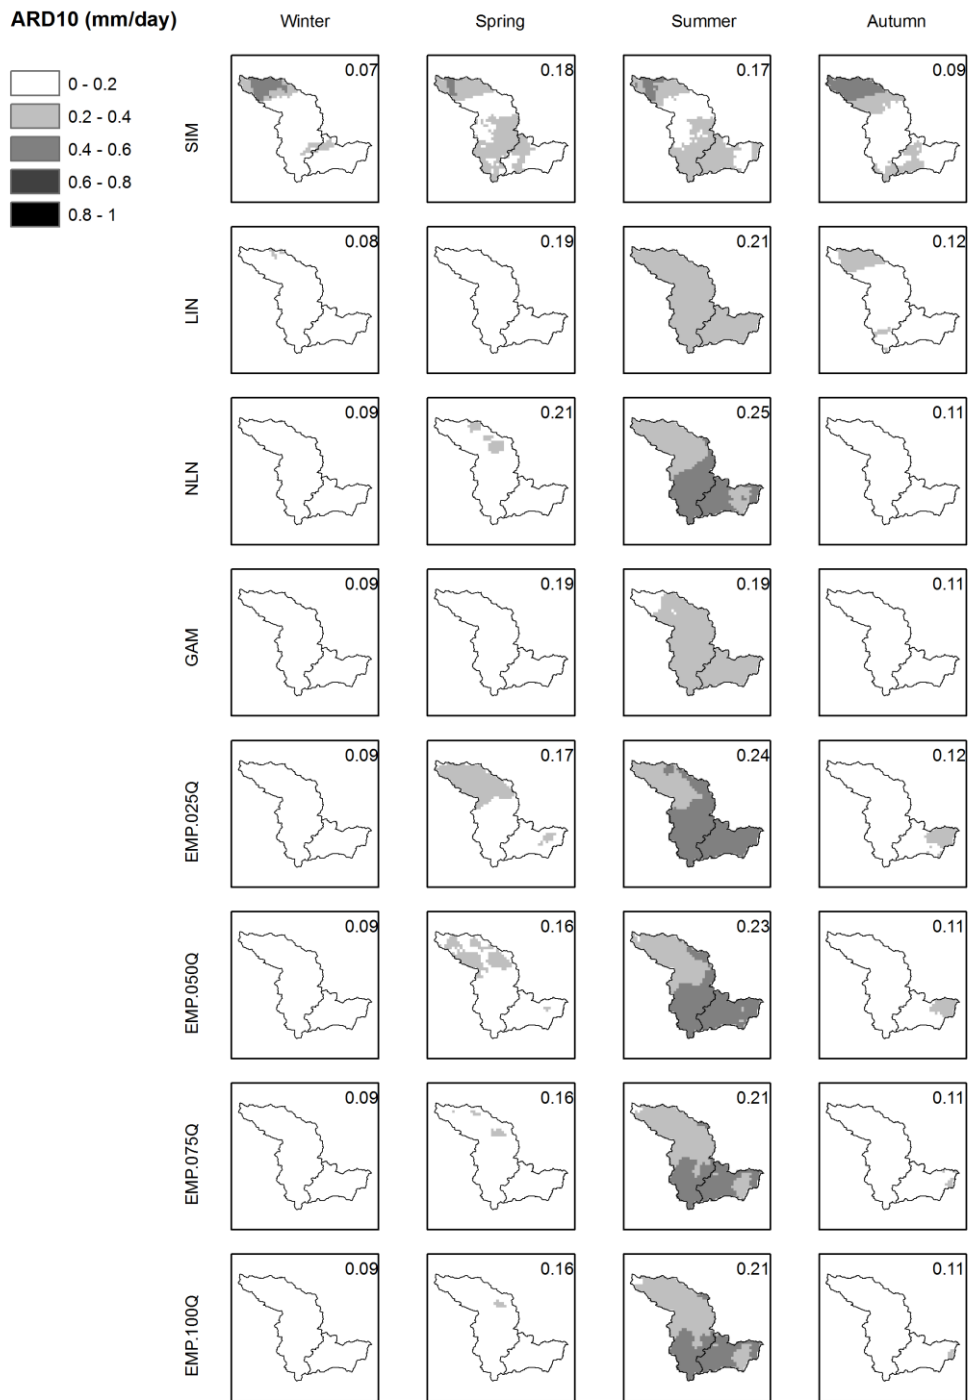 ARD10 (mm/day)
Winter Spring Summer Autumn
0 - 0.2
0.2 - 0.4
0.4 - 0.6
0.6 - 0.8
0.8 - 1
SIM 0.07 0.18 0.17 0.09
LIN 0.08 0.19 0.21 0.12
NLN 0.09 0.21 0.25 0.11
GAM 0.09 0.19 0.19 0.11
EMP.025Q 0.09 0.17 0.24 0.12
EMP.050Q 0.09 0.16 0.23 0.11
EMP.075Q 0.09 0.16 0.21 0.11
EMP.100Q 0.09 0.16 0.21 0.11